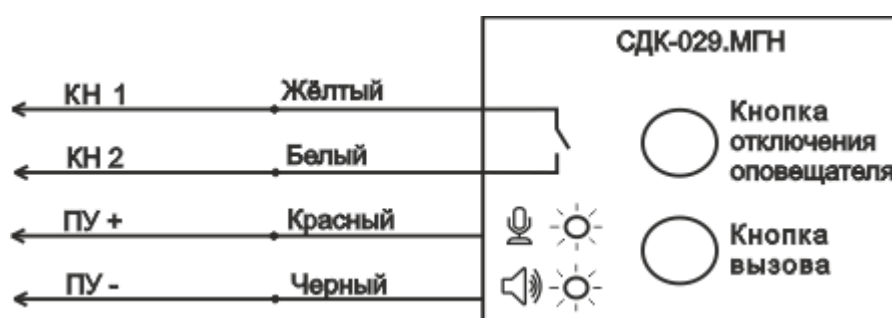 СДК-029.МГН
КН 1 Жёлтый
КН 2 Белый
ПУ + Красный
ПУ - Черный
Кнопка
отключения
оповещателя
Кнопка
вызова